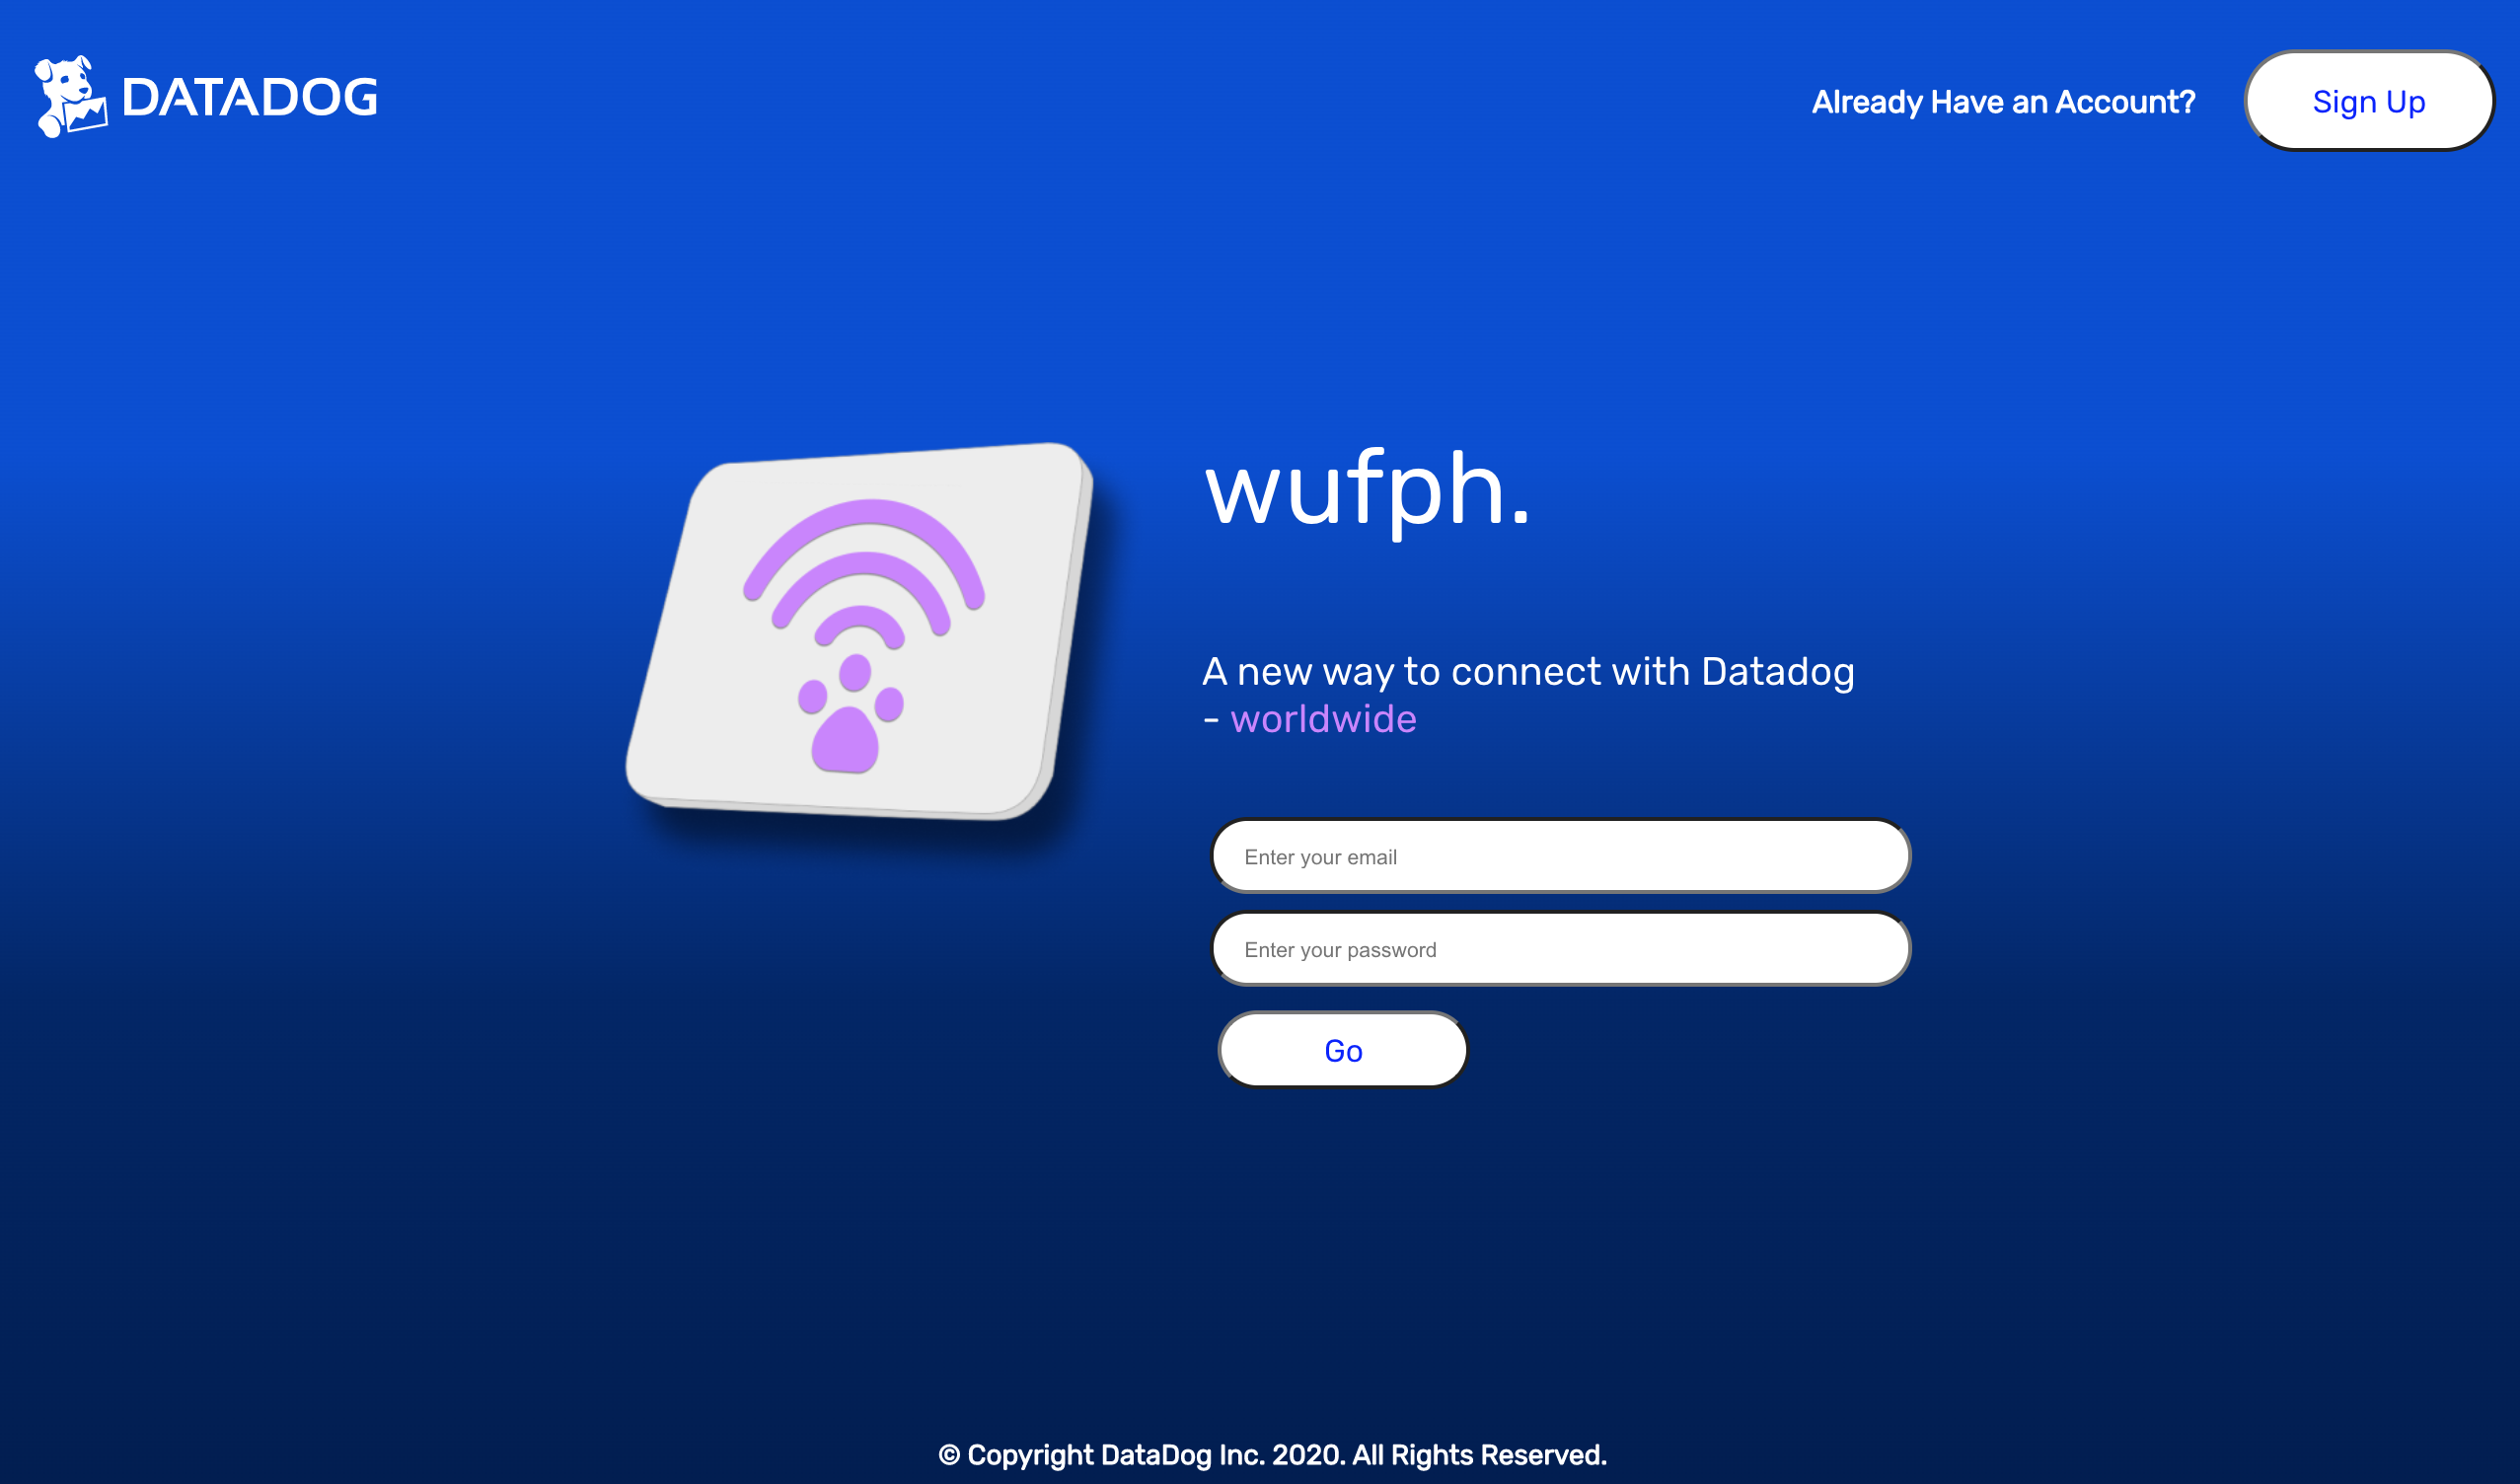 DATADOG
Already Have an Account?
Sign Up
wufph.
A new way to connect with Datadog
- worldwide
Enter your email
Enter your password
Go
© Copyright DataDog Inc. 2020. All Rights Reserved.